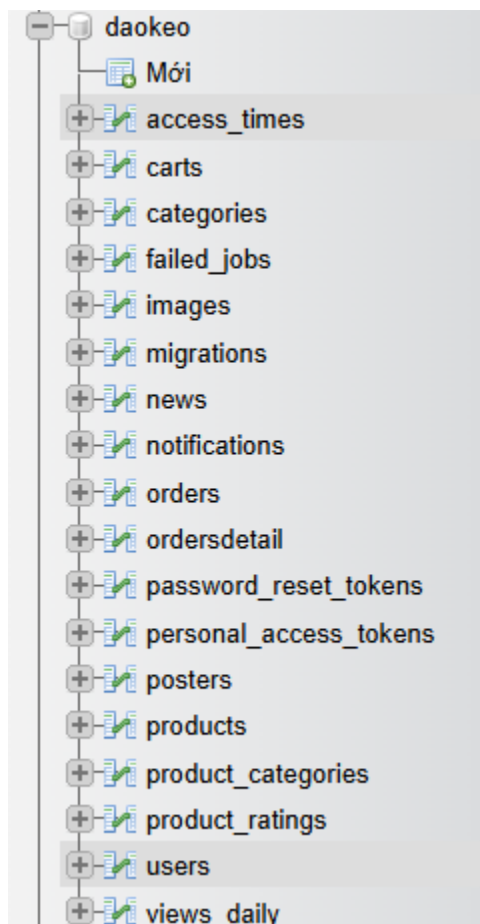 daokeo
Mới
access_times
carts
categories
failed_jobs
images
migrations
news
notifications
orders
ordersdetail
password_reset_tokens
personal_access_tokens
posters
products
product_categories
product_ratings
users
views_daily